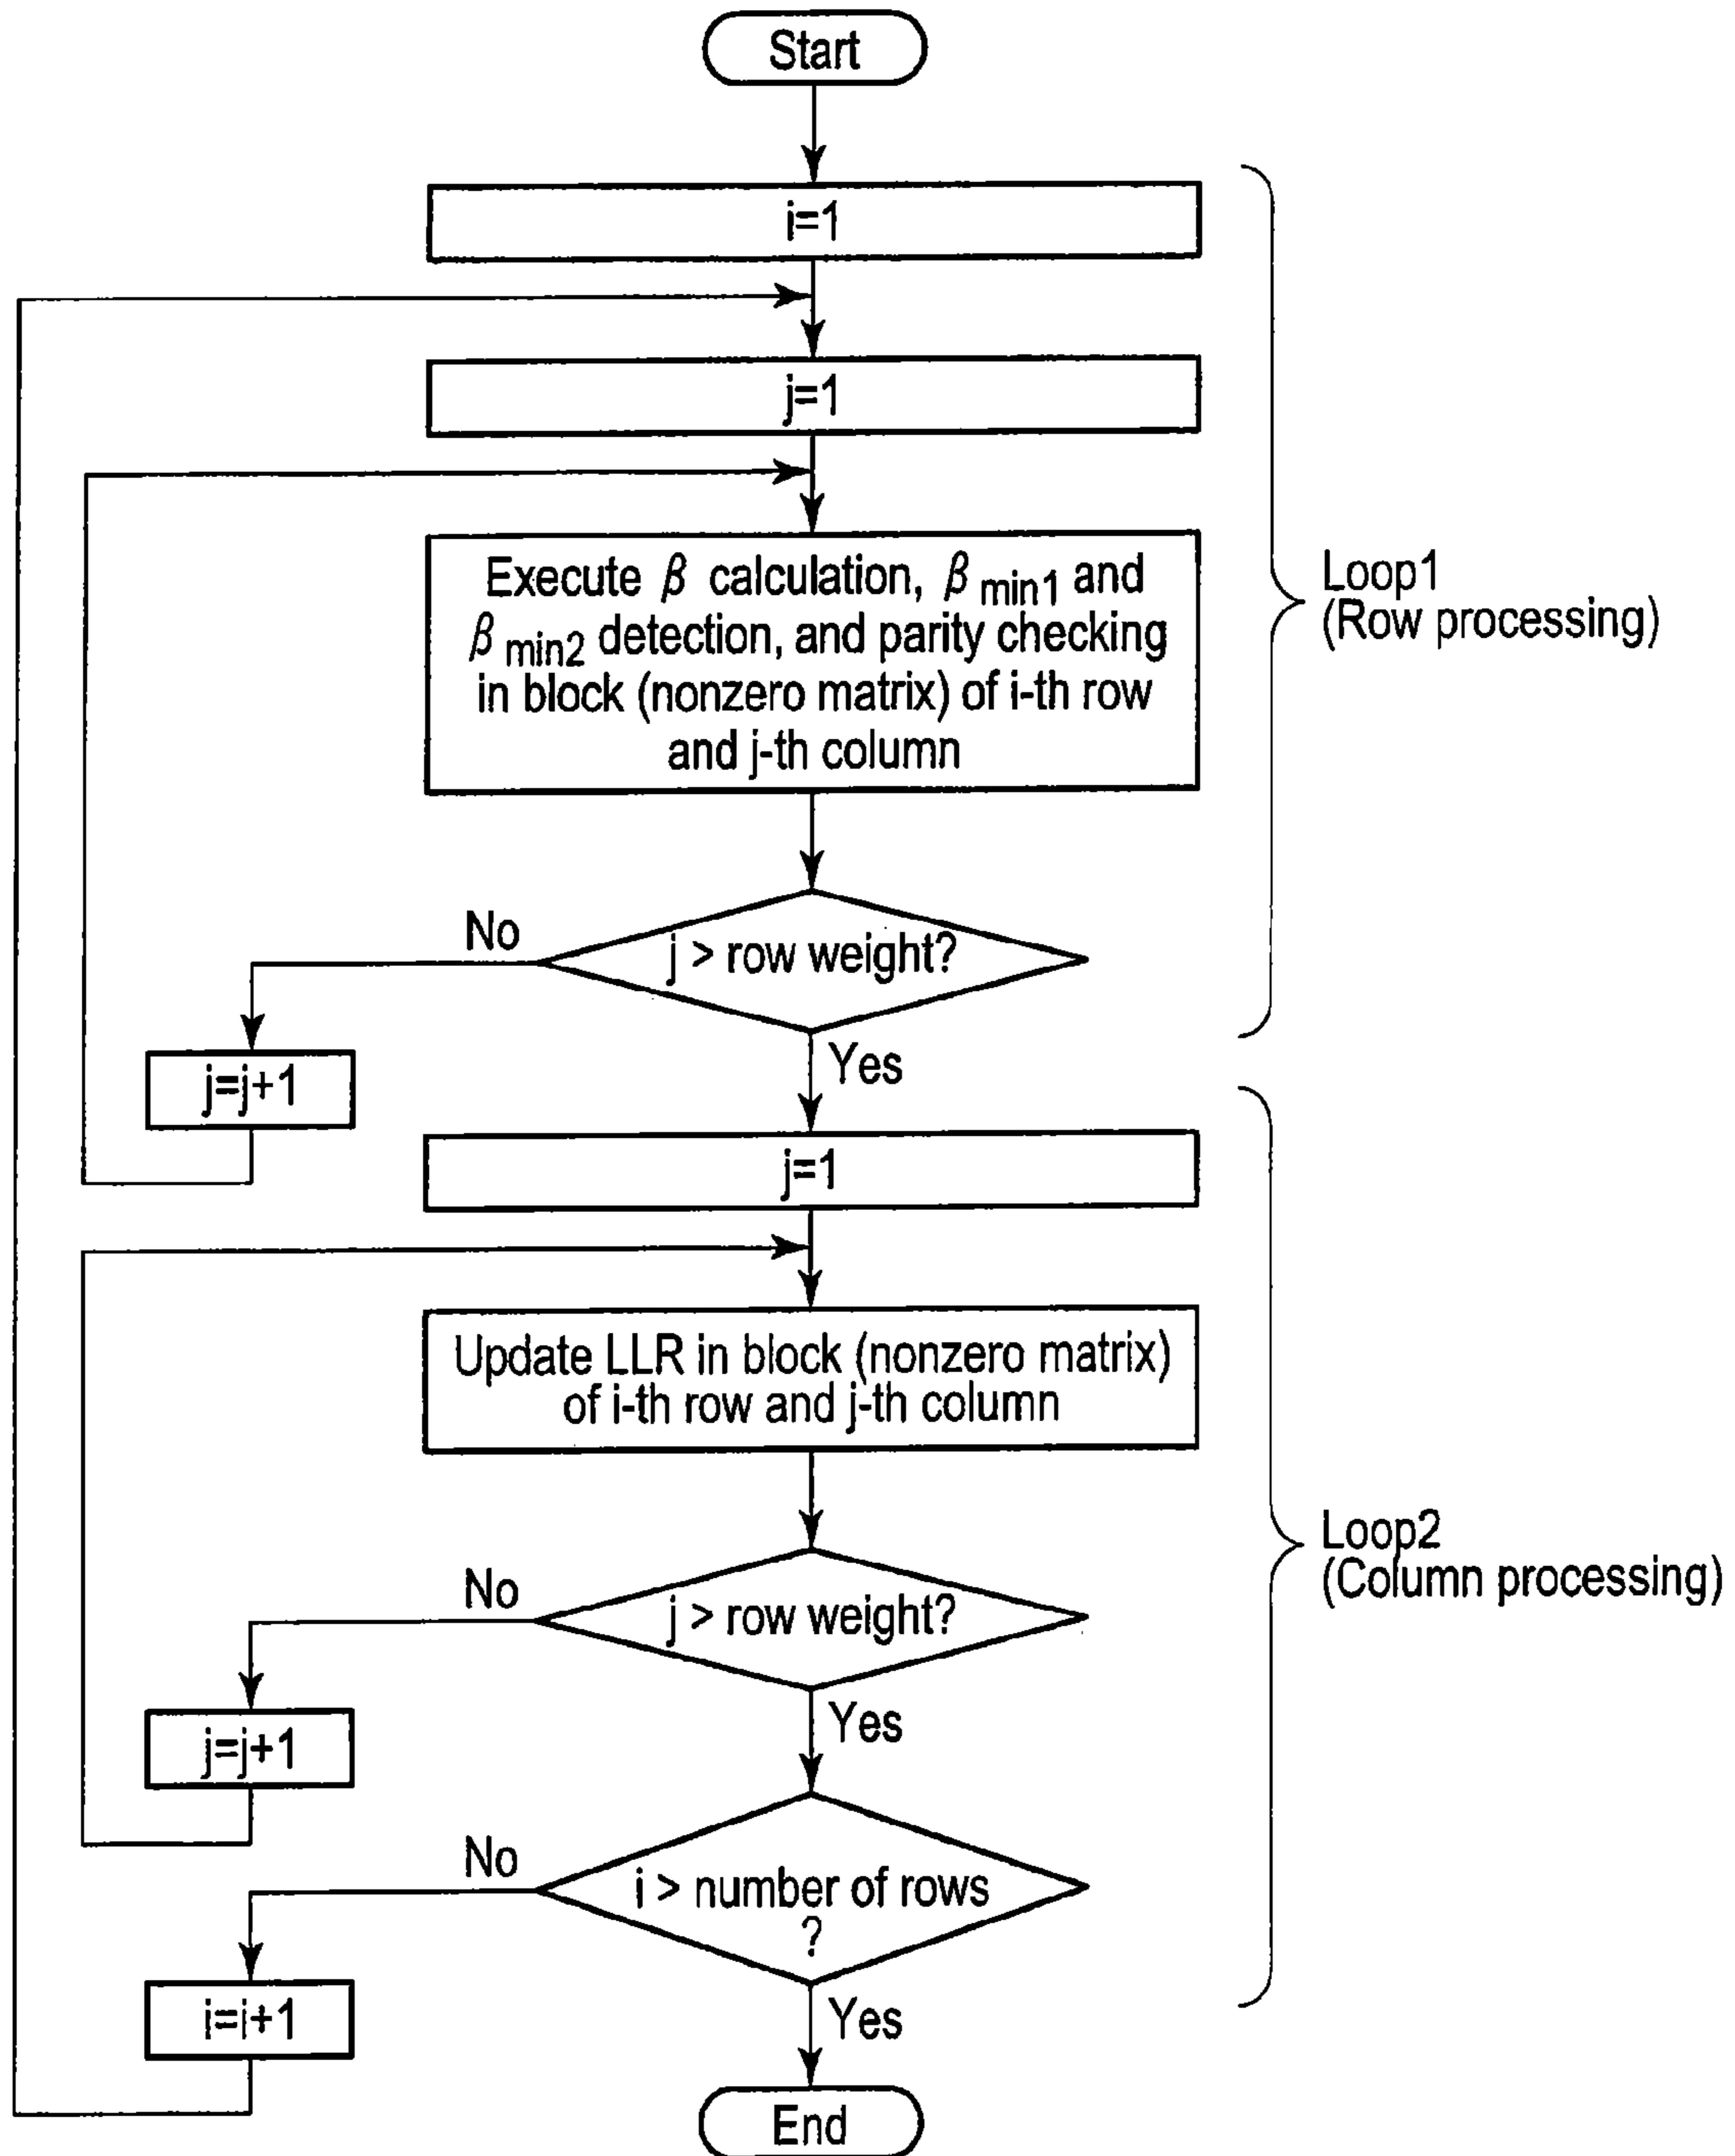 Start
i=1
j=1
Execute β calculation, βmin1 and
βmin2 detection, and parity checking
in block (nonzero matrix) of i-th row
and j-th column
Loop1
(Row processing)
j > row weight?
No
Yes
j=j+1
j=1
Update LLR in block (nonzero matrix)
of i-th row and j-th column
Loop2
(Column processing)
j > row weight?
No
Yes
j=j+1
i > number of rows
?
No
Yes
i=i+1
End